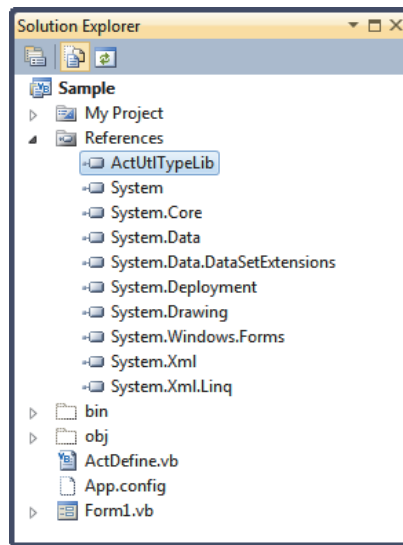 Solution Explorer
Sample
My Project
References
ActUtlTypeLib
System
System.Core
System.Data
System.Data.DataSetExtensions
System.Deployment
System.Drawing
System.Windows.Forms
System.Xml
System.Xml.Linq
bin
obj
ActDefine.vb
App.config
Form1.vb